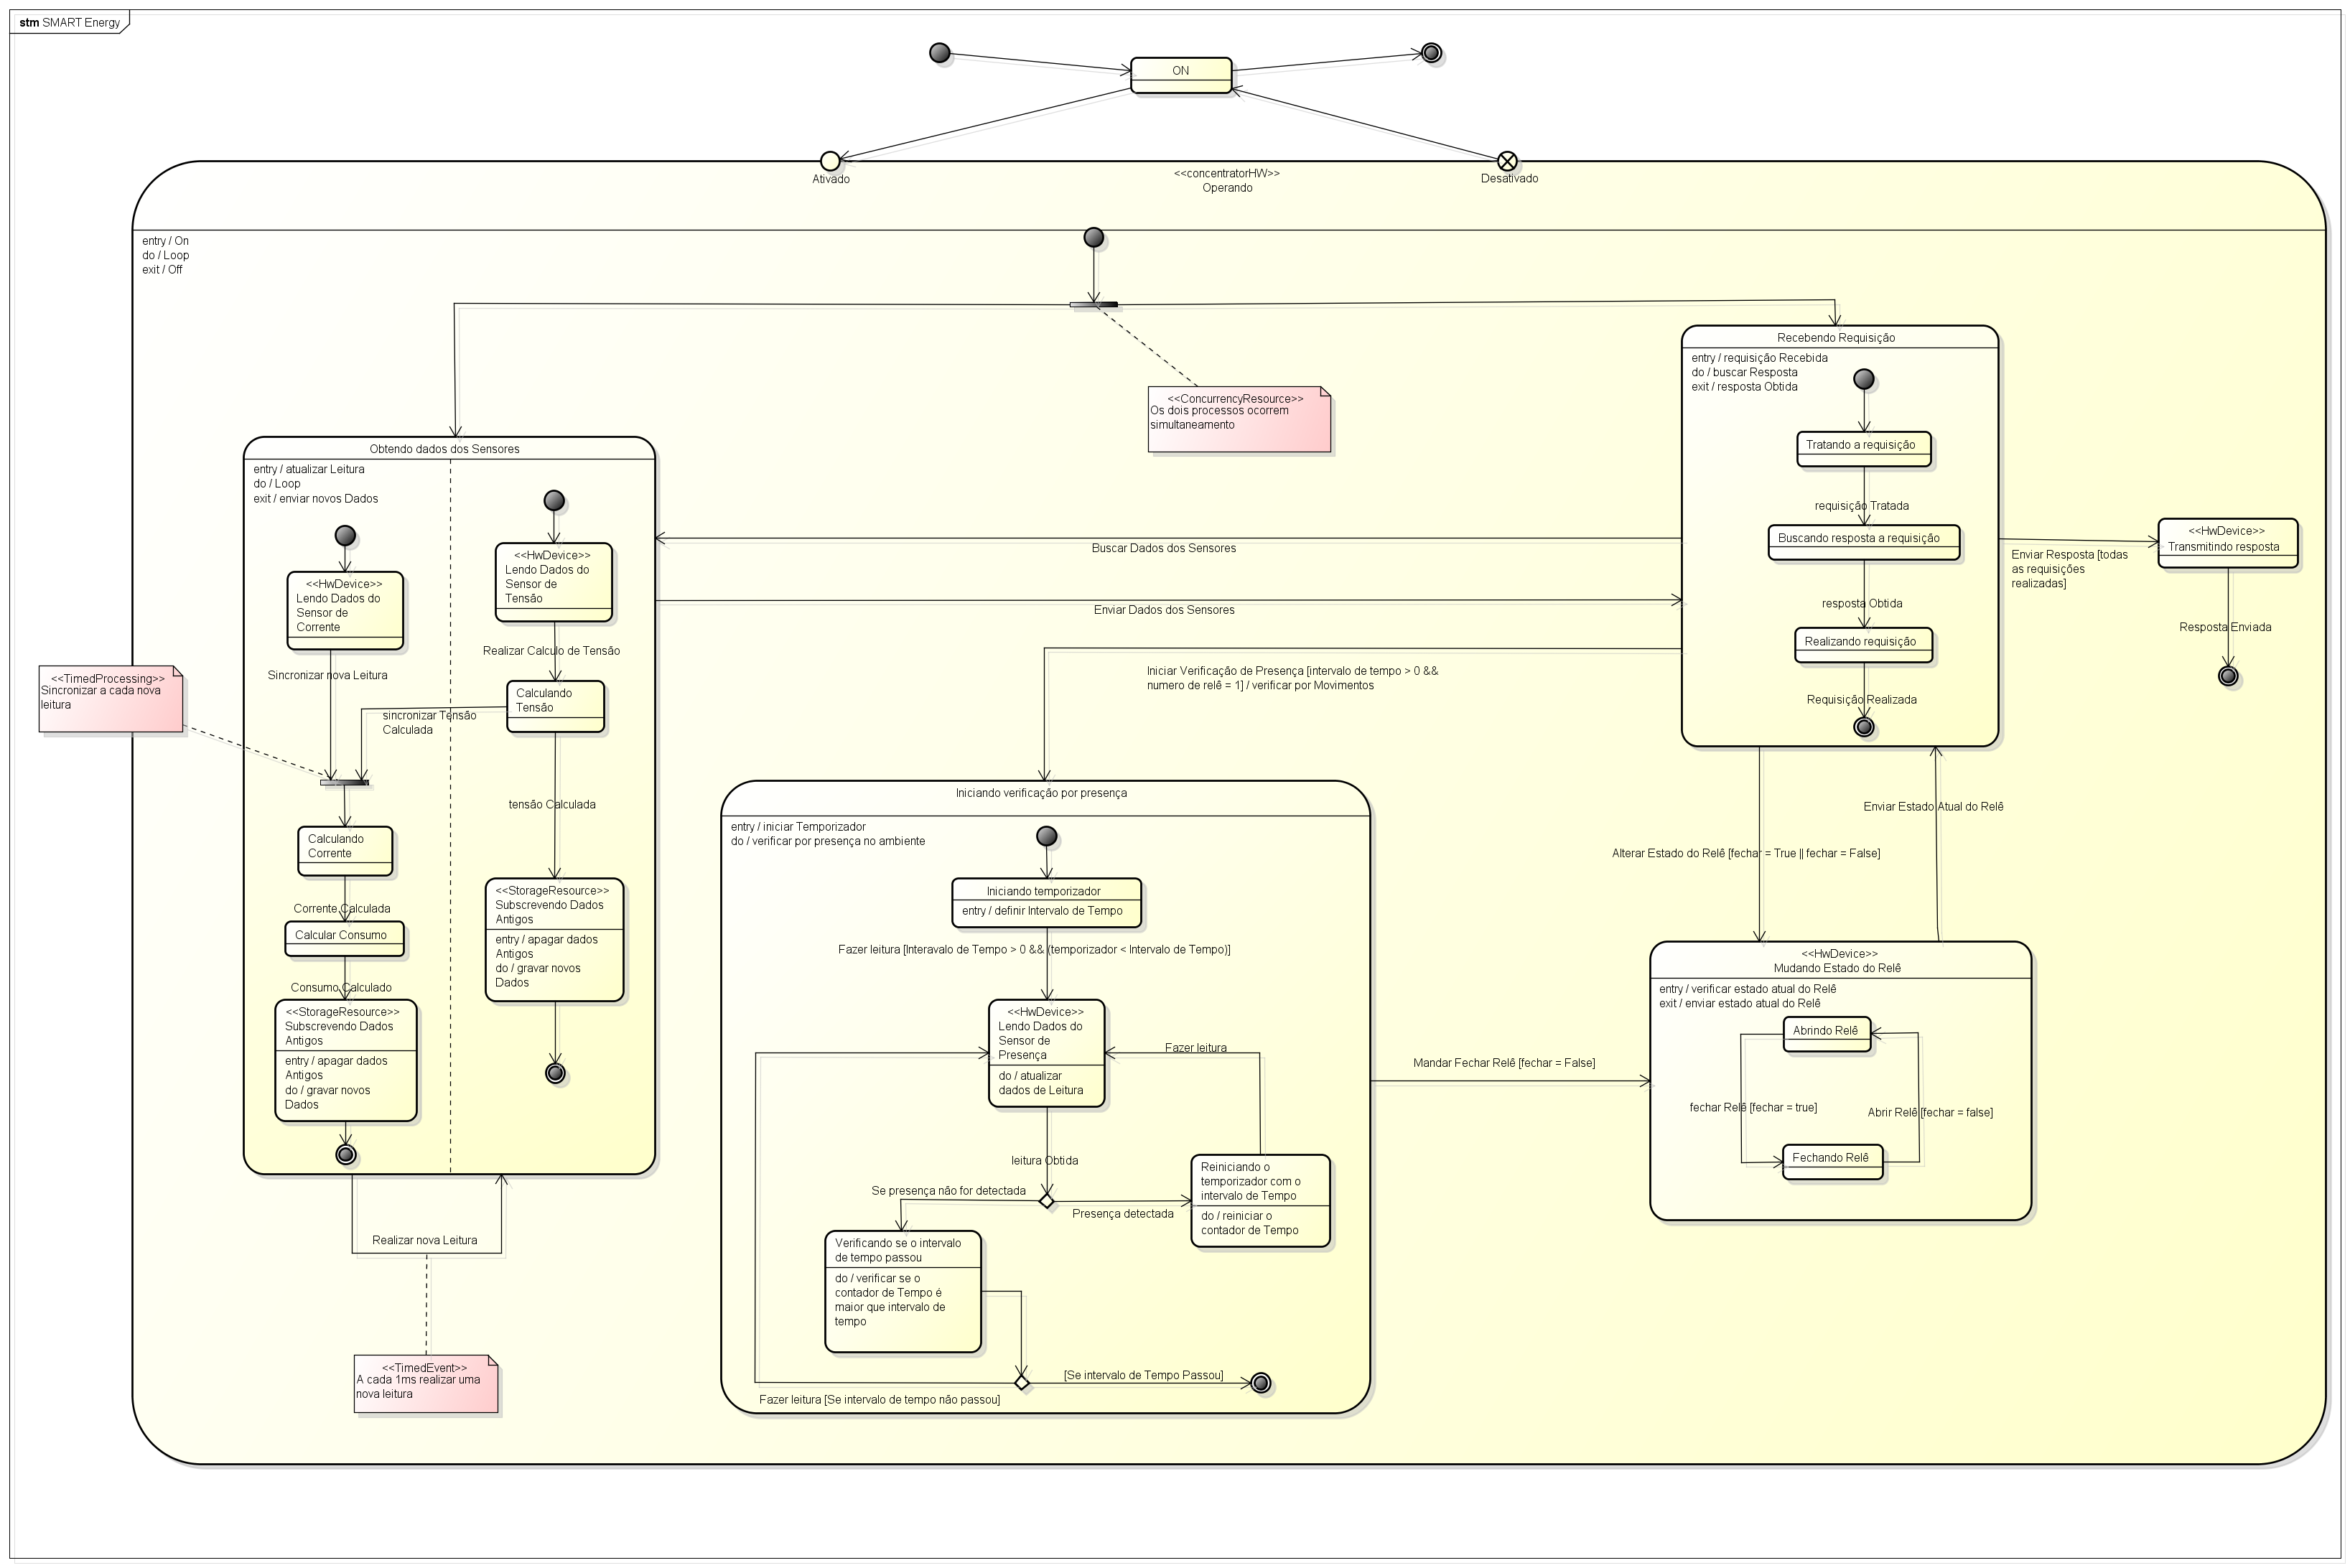 stm SMART Energy
ON
Ativado
<<concentratorHW>>
Operando
Desativado
entry / On
do / Loop
exit / Off
<<ConcurrencyResource>>
Os dois processos ocorrem
simultaneamento
Recebendo Requisição
entry / requisição Recebida
do / buscar Resposta
exit / resposta Obtida
Tratando a requisição
requisição Tratada
Buscando resposta a requisição
resposta Obtida
Realizando requisição
Requisição Realizada
Enviar Resposta [todas
as requisições
realizadas]
<<HwDevice>>
Transmitindo resposta
Resposta Enviada
Obtendo dados dos Sensores
entry / atualizar Leitura
do / Loop
exit / enviar novos Dados
<<HwDevice>>
Lendo Dados do
Sensor de
Corrente
Sincronizar nova Leitura
<<HwDevice>>
Lendo Dados do
Sensor de
Tensão
Realizar Calculo de Tensão
Calculando
Tensão
sincronizar Tensão
Calculada
<<TimedProcessing>>
Sincronizar a cada nova
leitura
tensão Calculada
Calculando
Corrente
Corrente Calculada
Calcular Consumo
Consumo Calculado
<<StorageResource>>
Subscrevendo Dados
Antigos
entry / apagar dados
Antigos
do / gravar novos
Dados
<<StorageResource>>
Subscrevendo Dados
Antigos
entry / apagar dados
Antigos
do / gravar novos
Dados
Realizar nova Leitura
<<TimedEvent>>
A cada 1ms realizar uma
nova leitura
Buscar Dados dos Sensores
Enviar Dados dos Sensores
Iniciar Verificação de Presença [intervalo de tempo > 0 &&
numero de relê = 1] / verificar por Movimentos
Iniciando verificação por presença
entry / iniciar Temporizador
do / verificar por presença no ambiente
Iniciando temporizador
entry / definir Intervalo de Tempo
Fazer leitura [Interavalo de Tempo > 0 && (temporizador < Intervalo de Tempo)]
<<HwDevice>>
Lendo Dados do
Sensor de
Presença
do / atualizar
dados de Leitura
Fazer leitura
leitura Obtida
Se presença não for detectada
Presença detectada
Reiniciando o
temporizador com o
intervalo de Tempo
do / reiniciar o
contador de Tempo
Verificando se o intervalo
de tempo passou
do / verificar se o
contador de Tempo é
maior que intervalo de
tempo
[Se intervalo de Tempo Passou]
Fazer leitura [Se intervalo de tempo não passou]
Mandar Fechar Relê [fechar = False]
Enviar Estado Atual do Relê
Alterar Estado do Relê [fechar = True || fechar = False]
<<HwDevice>>
Mudando Estado do Relê
entry / verificar estado atual do Relê
exit / enviar estado atual do Relê
Abrindo Relê
fechar Relê [fechar = true]
Abrir Relê [fechar = false]
Fechando Relê